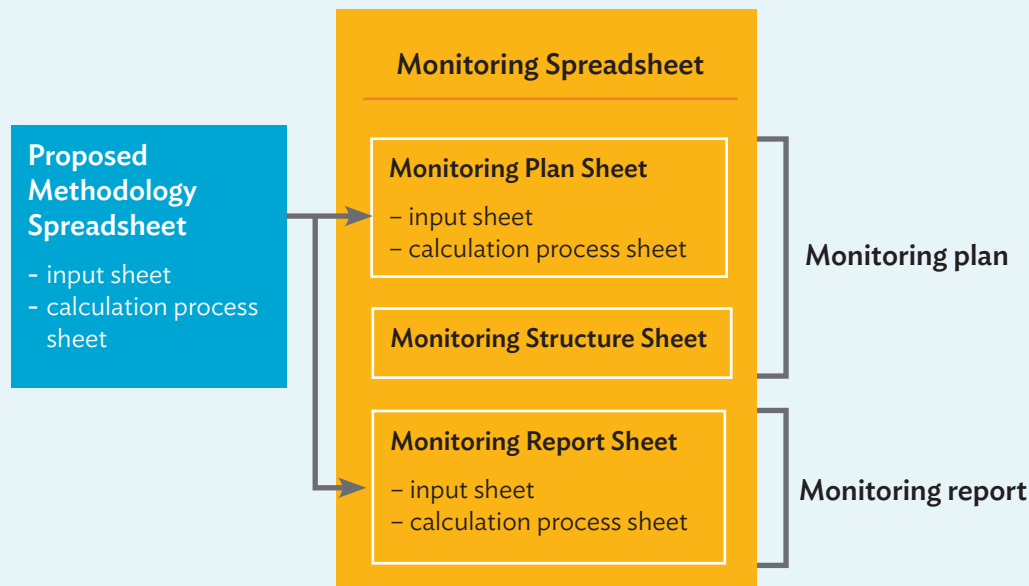 Proposed
Methodology
Spreadsheet
- input sheet
- calculation process
sheet
Monitoring Spreadsheet
Monitoring Plan Sheet
– input sheet
– calculation process sheet
Monitoring Structure Sheet
Monitoring Report Sheet
– input sheet
– calculation process sheet
Monitoring plan
Monitoring report